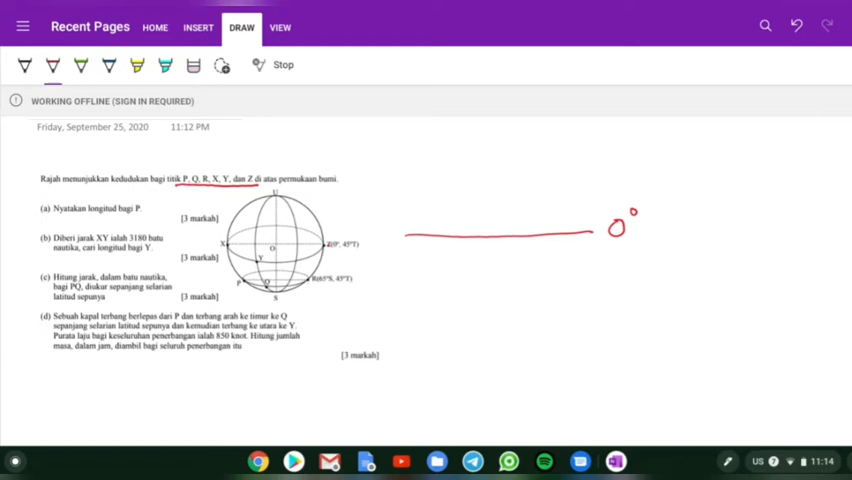 Recent Pages HOME INSERT DRAW VIEW
Stop
WORKING OFFLINE (SIGN IN REQUIRED)
Friday, September 25, 2020 11:12 PM
Rajah menunjukkan kedudukan bagi titik P, Q, R, X, Y, dan Z di atas permukaan bumi.
(a) Nyatakan longitud bagi P.
[3 markah]
(b) Diberi jarak XY ialah 3180 batu
nautika, cari longitud bagi Y.
[3 markah]
(c) Hitung jarak, dalam batu nautika,
bagi PQ, diukur sepanjang selarian
latitud sepunya
[3 markah]
(d) Sebuah kapal terbang berlepas dari P dan terbang arah ke timur ke Q
sepanjang selarian latitud sepunya dan kemudian terbang ke utara ke Y.
Purata laju bagi keseluruhan penerbangan ialah 850 knot. Hitung jumlah
masa, dalam jam, diambil bagi seluruh penerbangan itu
[3 markah]
U
X
Z(0°, 45°T)
O
Y
P
Q
R(65°S, 45°T)
S
0°
US 11:14